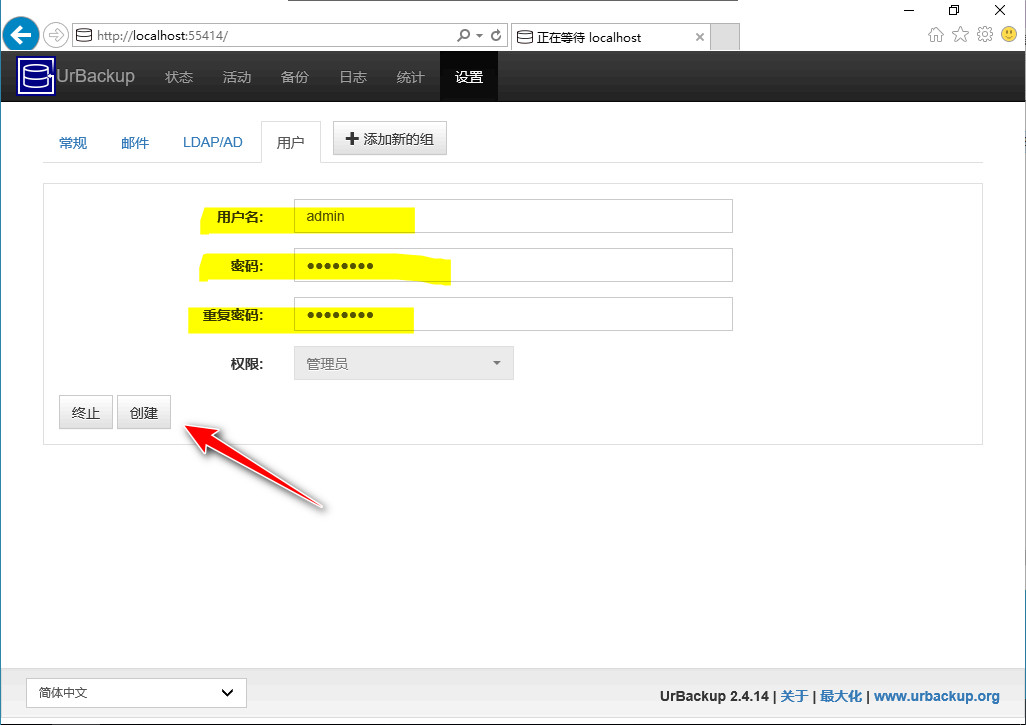 http://localhost:55414/
正在等待 localhost
UrBackup 状态 活动 备份 日志 统计 设置
常规 邮件 LDAP/AD 用户 添加新的组
用户名: admin
密码: ●●●●●●●●
重复密码: ●●●●●●●●
权限: 管理员
终止 创建
简体中文
UrBackup 2.4.14 | 关于 | 最大化 | www.urbackup.org